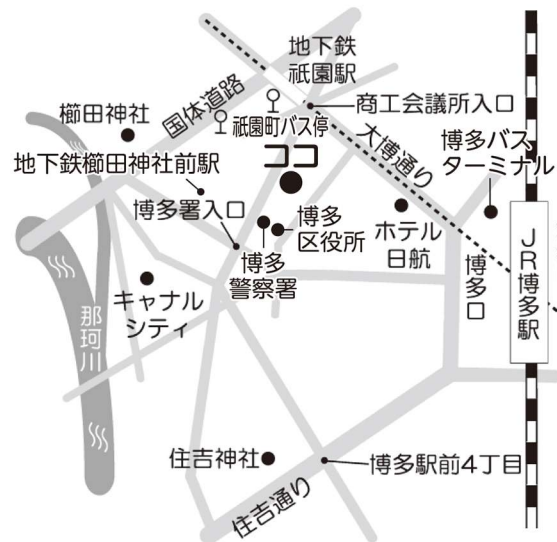 地下鉄
祇園駅
国体道路
櫛田神社
祇園町バス停
商工会議所入口
ココ
大博通り
博多バス
ターミナル
地下鉄櫛田神社前駅
博多署入口
博多
区役所
ホテル
日航
博多
警察署
博多口
JR博多駅
キャナル
シティ
那珂川
住吉神社
博多駅前4丁目
住吉通り